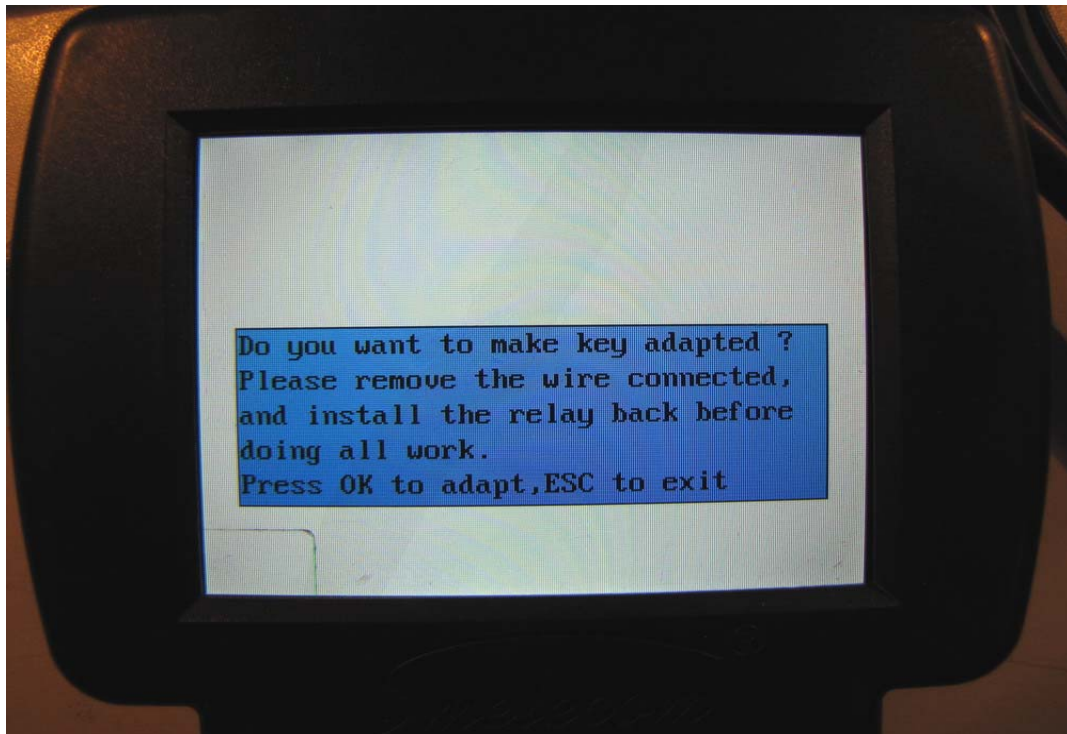 Do you want to make key adapted ?
Please remove the wire connected,
and install the relay back before
doing all work.
Press OK to adapt,ESC to exit